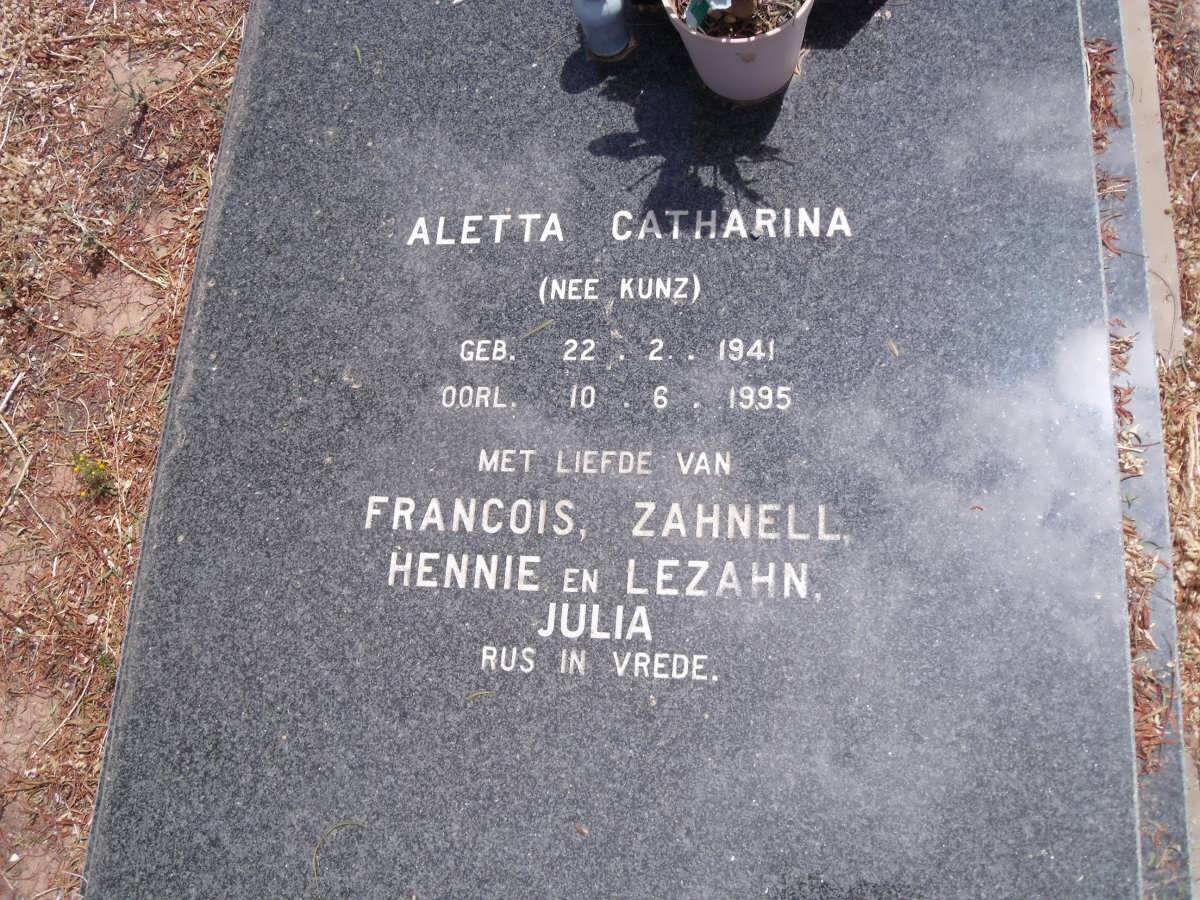 ALETTA CATHARINA
(NEE KUNZ)
GEB. 22 . 2 . 1941
OORL. 10 . 6 . 1995
MET LIEFDE VAN
FRANCOIS, ZAHNELL,
HENNIE EN LEZAHN,
JULIA
RUS IN VREDE.